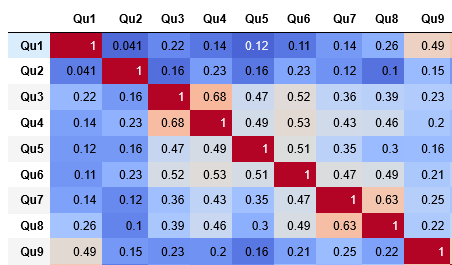 Qu1 Qu2 Qu3 Qu4 Qu5 Qu6 Qu7 Qu8 Qu9
Qu1 1 0.041 0.22 0.14 0.12 0.11 0.14 0.26 0.49
Qu2 0.041 1 0.16 0.23 0.16 0.23 0.12 0.1 0.15
Qu3 0.22 0.16 1 0.68 0.47 0.52 0.36 0.39 0.23
Qu4 0.14 0.23 0.68 1 0.49 0.53 0.43 0.46 0.2
Qu5 0.12 0.16 0.47 0.49 1 0.51 0.35 0.3 0.16
Qu6 0.11 0.23 0.52 0.53 0.51 1 0.47 0.49 0.21
Qu7 0.14 0.12 0.36 0.43 0.35 0.47 1 0.63 0.25
Qu8 0.26 0.1 0.39 0.46 0.3 0.49 0.63 1 0.22
Qu9 0.49 0.15 0.23 0.2 0.16 0.21 0.25 0.22 1